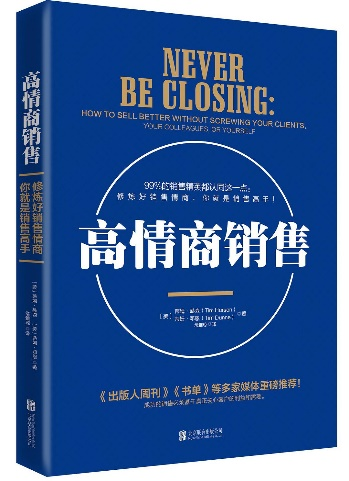 高情商销售
修炼好销售情商
你就是销售高手
NEVER
BE CLOSING:
HOW TO SELL BETTER WITHOUT SCREWING YOUR CLIENTS,
YOUR COLLEAGUES, OR YOURSELF
99%的销售精英都认同这一点：
修炼好销售情商，你就是销售高手！
高情商销售
《出版人周刊》《书单》等多家媒体重磅推荐！